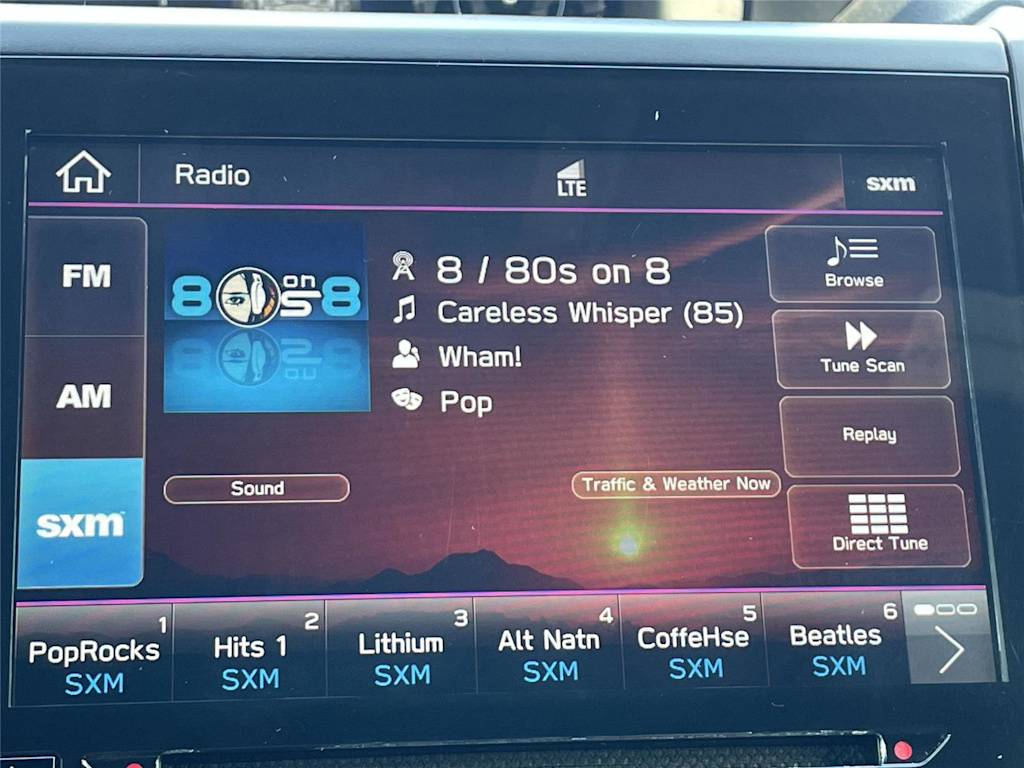 Radio
LTE
sxm
FM
AM
sxm
80s on 8
8 / 80s on 8
Careless Whisper (85)
Wham!
Pop
Sound
Traffic & Weather Now
Browse
Tune Scan
Replay
Direct Tune
1
PopRocks
SXM
2
Hits 1
SXM
3
Lithium
SXM
4
Alt Natn
SXM
5
CoffeHse
SXM
6
Beatles
SXM